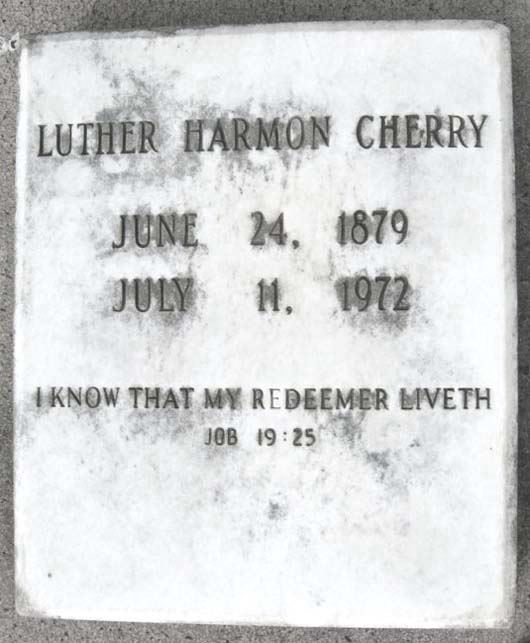 LUTHER HARMON CHERRY
JUNE 24, 1879
JULY 11, 1972
I KNOW THAT MY REDEEMER LIVETH
JOB 19:25